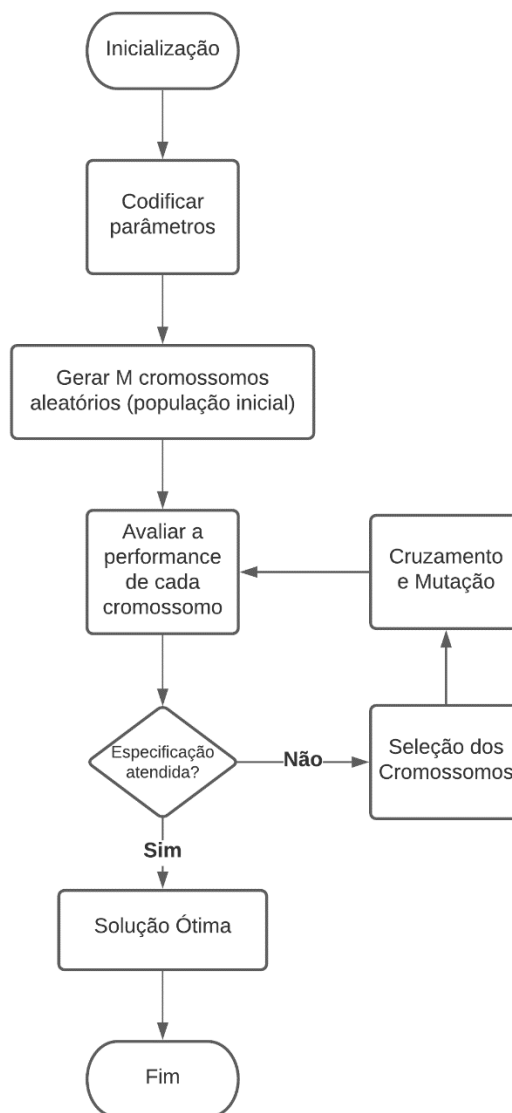 Inicialização
Codificar
parâmetros
Gerar M cromossomos
aleatórios (população inicial)
Avaliar a
performance
de cada
cromossomo
Cruzamento
e Mutação
Especificação
atendida?
Não
Seleção dos
Cromossomos
Sim
Solução Ótima
Fim